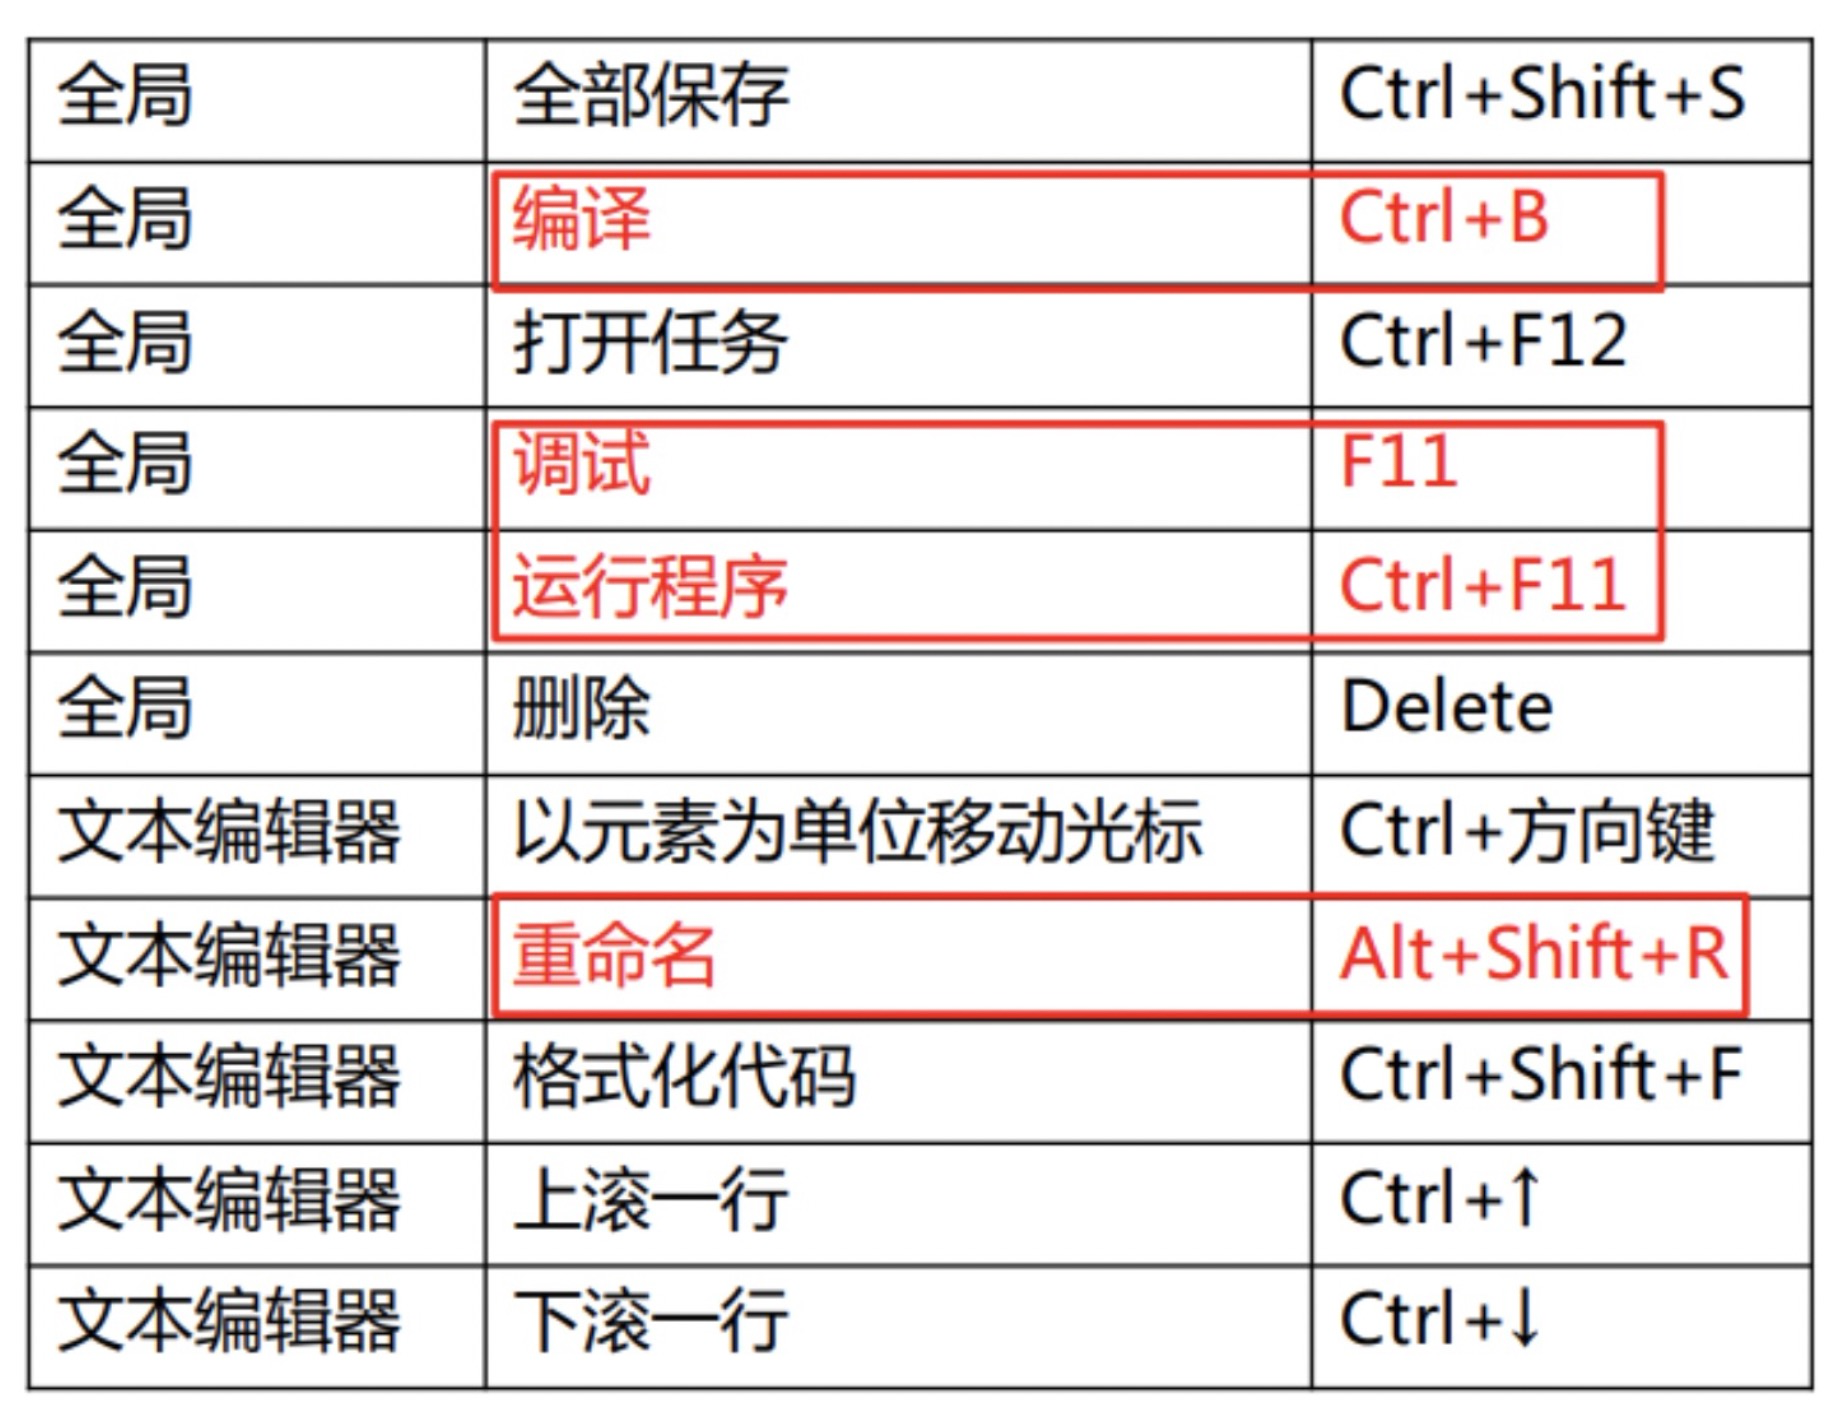 全局 全部保存 Ctrl+Shift+S
全局 编译 Ctrl+B
全局 打开任务 Ctrl+F12
全局 调试 F11
全局 运行程序 Ctrl+F11
全局 删除 Delete
文本编辑器 以元素为单位移动光标 Ctrl+方向键
文本编辑器 重命名 Alt+Shift+R
文本编辑器 格式化代码 Ctrl+Shift+F
文本编辑器 上滚一行 Ctrl+↑
文本编辑器 下滚一行 Ctrl+↓